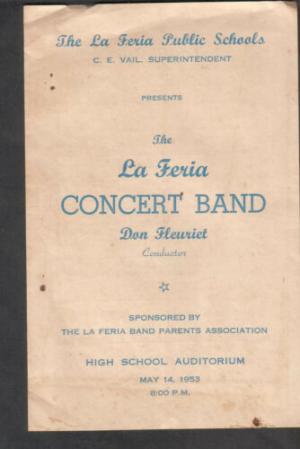 The La Feria Public Schools
C. E. VAIL, SUPERINTENDENT
PRESENTS
The
La Feria
CONCERT BAND
Don Fleuriet
Conductor
SPONSORED BY
THE LA FERIA BAND PARENTS ASSOCIATION
HIGH SCHOOL AUDITORIUM
MAY 14, 1953
8:00 P.M.